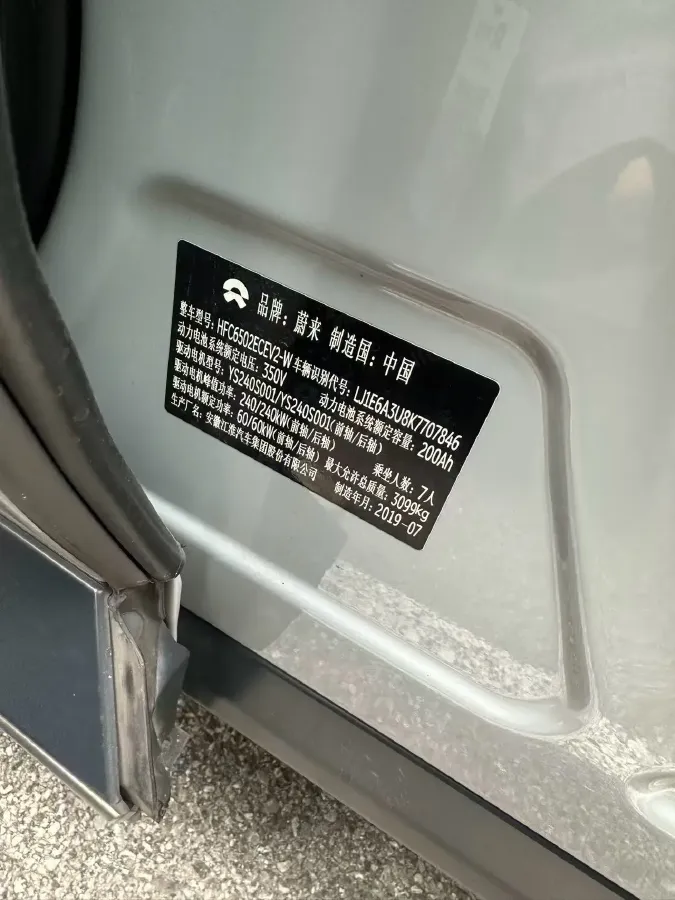 品牌：蔚来 制造国：中国
整车型号：HFC6502ECEV2-W 车辆识别代号：LJ1E6A3U8K7707846
动力电池系统额定电压：350V 动力电池系统额定容量：200Ah
驱动电机型号：YS240S001/YS240S001(首轴/后轴)
驱动电机峰值功率：240/240kW(首轴/后轴) 乘坐人数：7人
驱动电机额定功率：60/60kW(首轴/后轴) 最大允许总质量：3099kg
生产厂名：安徽江淮汽车集团股份有限公司 制造年月：2019-07